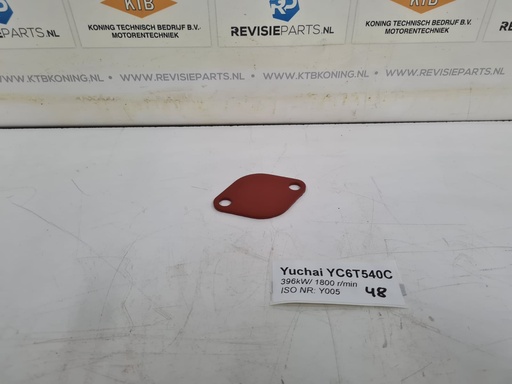 KTB
KONING TECHNISCH BEDRIJF B.V.
MOTORENTECHNIEK
REVISIEPARTS.NL
KTB
KONING TECHNISCH BEDRIJF B.V.
MOTORENTECHNIEK
REVISIEPARTS.NL
WWW.KTBKONING.NL • WWW.REVISIEPARTS.NL • WWW.KTBKONING.NL • WWW.REVISIEPARTS.NL
Yuchai YC6T540C
396kW/ 1800 r/min
ISO NR: Y005 48